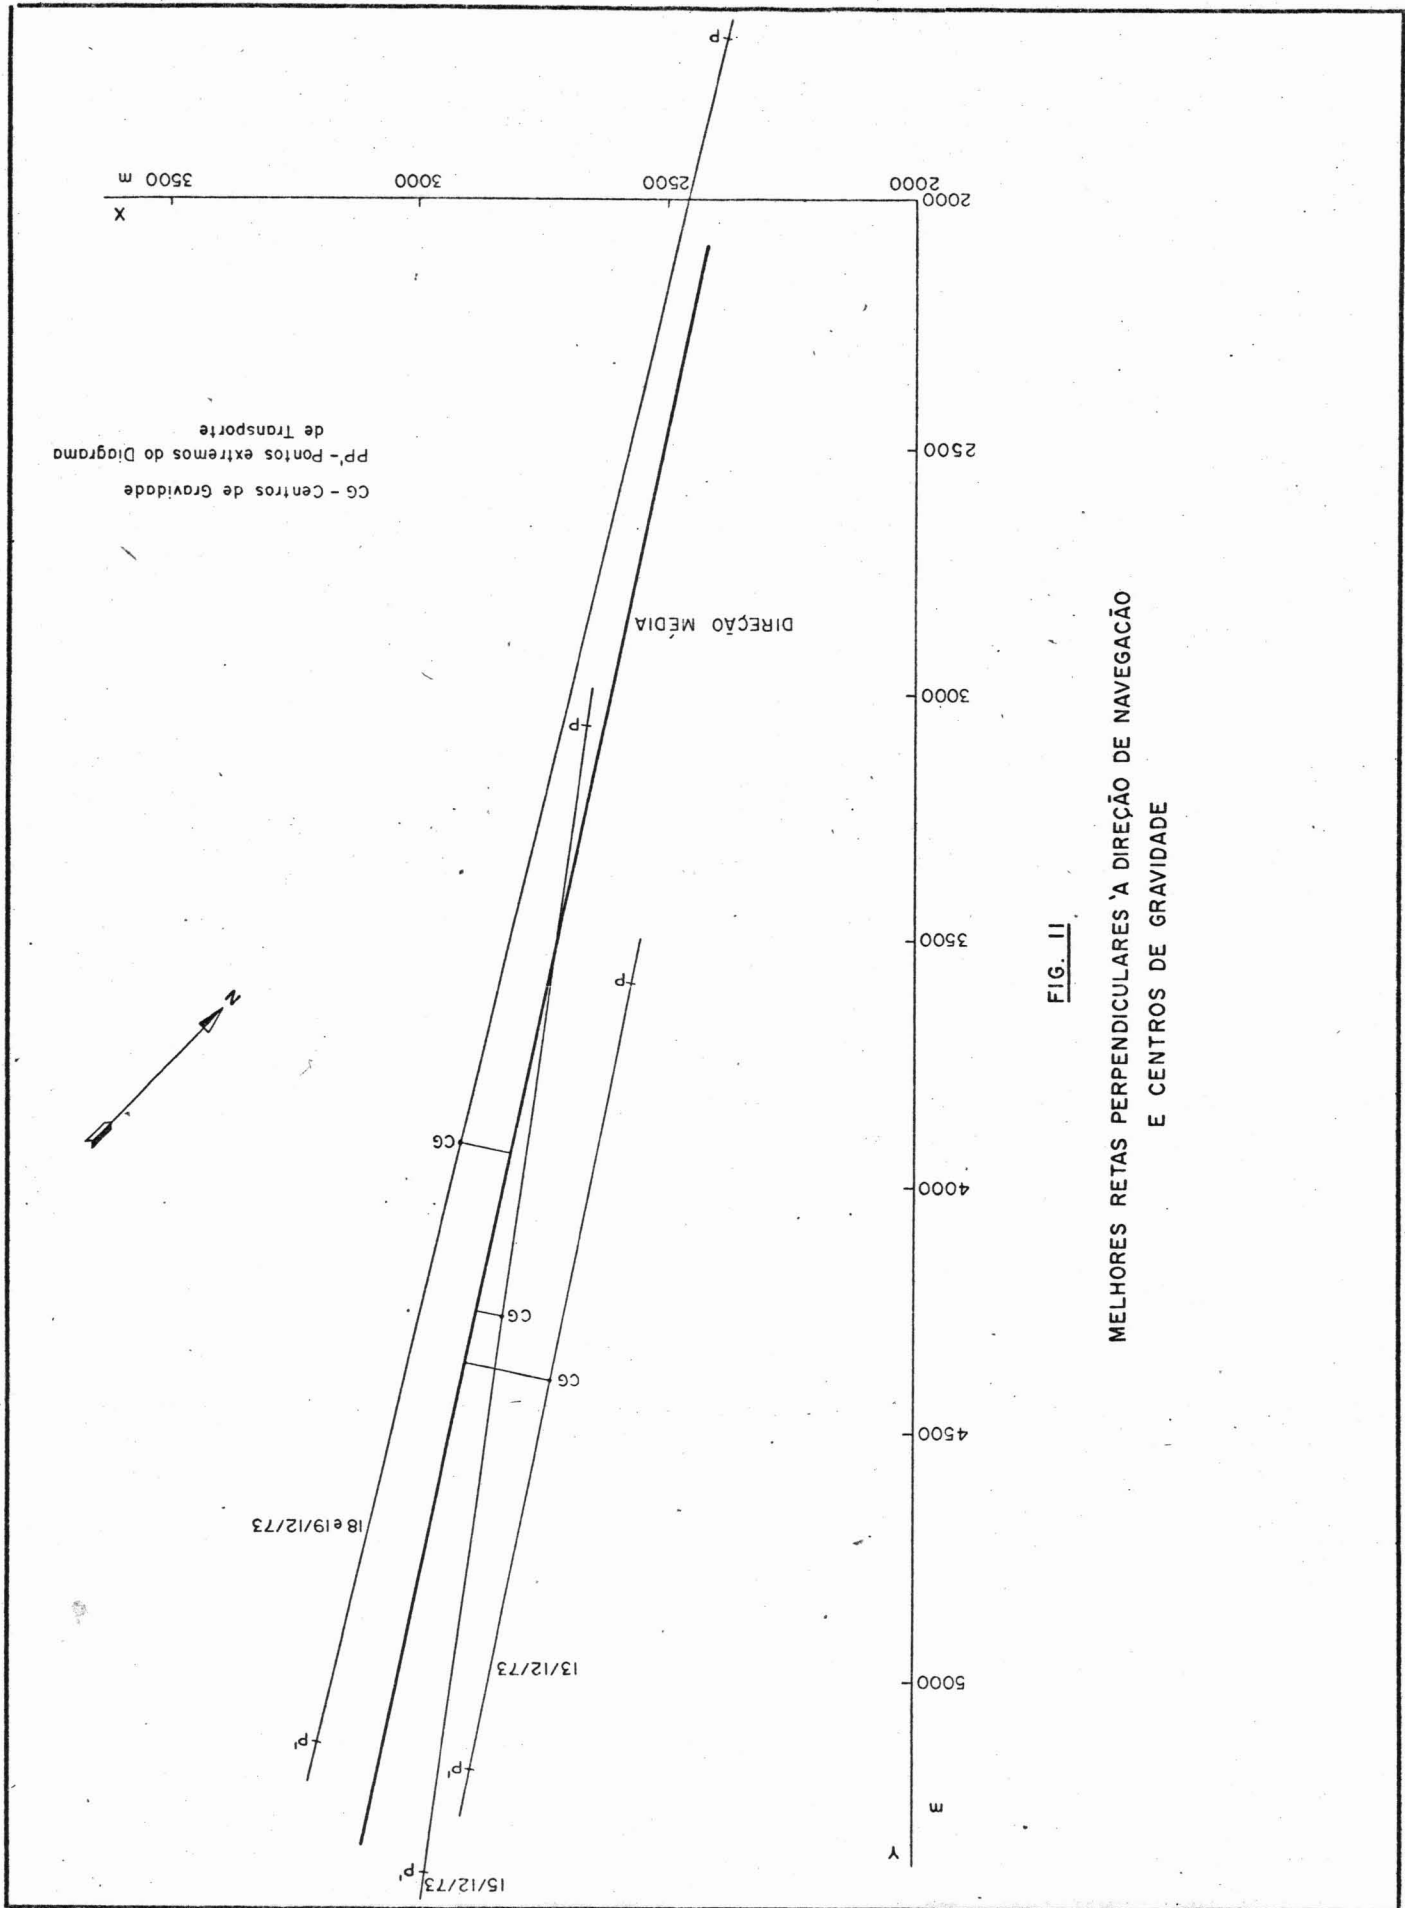 P
3500 m
3000
2500
2000
X
2000
2500
3000
3500
4000
4500
5000
m
Y
CG - Centros de Gravidade
PP' - Pontos extremos do Diagrama
de Transporte
DIREÇÃO MÉDIA
P
P
N
CG
CG
CG
18 e 19/12/73
13/12/73
15/12/73
P'
P'
P'
FIG. 11
MELHORES RETAS PERPENDICULARES 'A DIREÇÃO DE NAVEGAÇÃO
E CENTROS DE GRAVIDADE